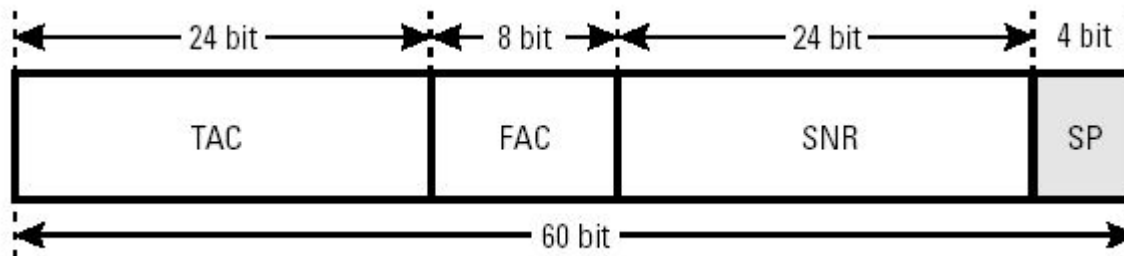 24 bit 8 bit 24 bit 4 bit
TAC FAC SNR SP
60 bit